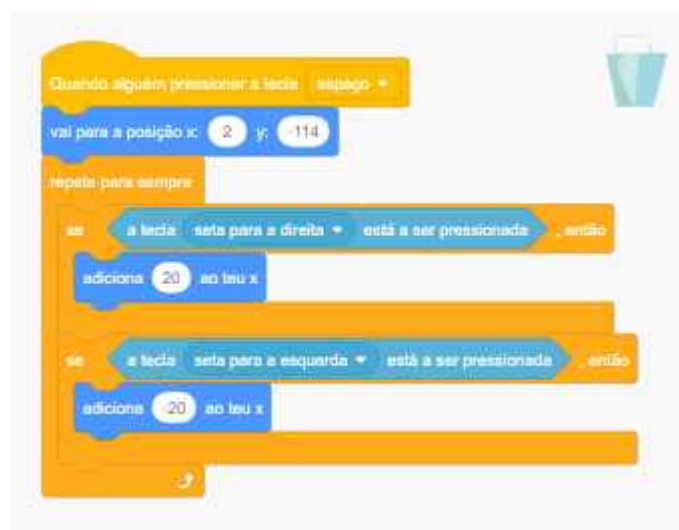 Quando alguém pressionar a tecla espaço
vai para a posição x: 2 y: -114
repete para sempre
se a tecla seta para a direita está a ser pressionada , então
adiciona 20 ao teu x
se a tecla seta para a esquerda está a ser pressionada , então
adiciona -20 ao teu x